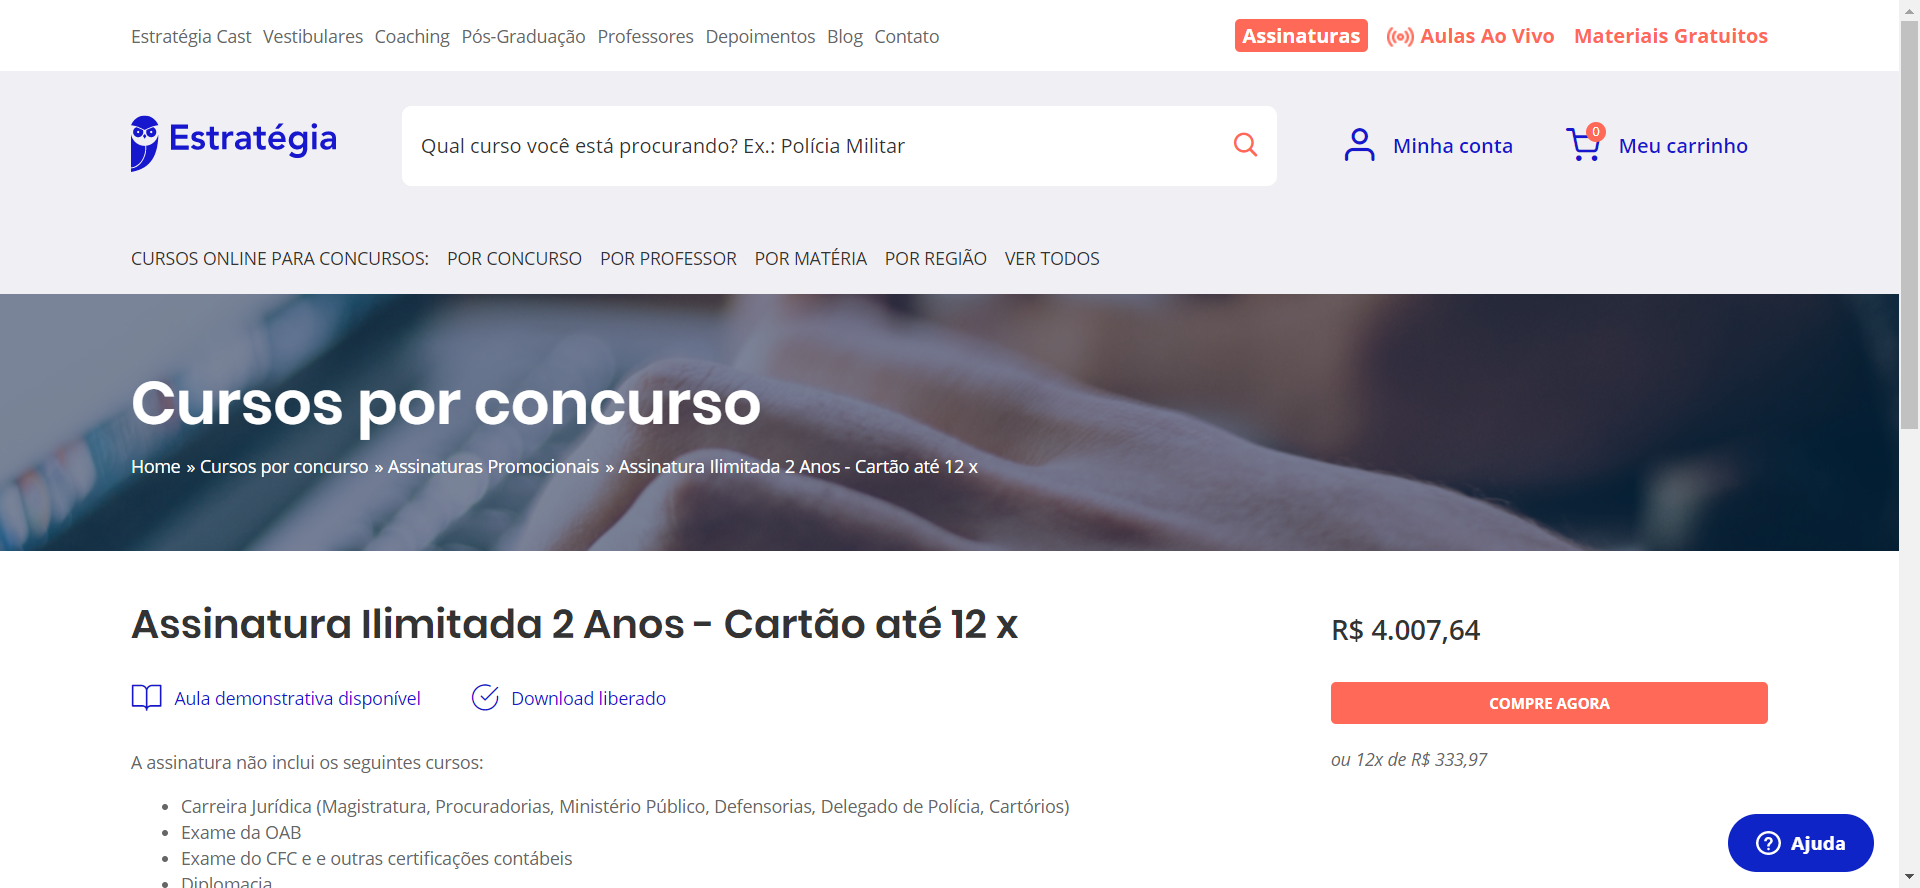 Estratégia Cast Vestibulares Coaching Pós-Graduação Professores Depoimentos Blog Contato
Assinaturas Aulas Ao Vivo Materiais Gratuitos
Estratégia
Qual curso você está procurando? Ex.: Polícia Militar
Minha conta
0
Meu carrinho
CURSOS ONLINE PARA CONCURSOS: POR CONCURSO POR PROFESSOR POR MATÉRIA POR REGIÃO VER TODOS
Cursos por concurso
Home » Cursos por concurso » Assinaturas Promocionais » Assinatura Ilimitada 2 Anos - Cartão até 12 x
Assinatura Ilimitada 2 Anos - Cartão até 12 x
Aula demonstrativa disponível
Download liberado
A assinatura não inclui os seguintes cursos:
Carreira Jurídica (Magistratura, Procuradorias, Ministério Público, Defensorias, Delegado de Polícia, Cartórios)
Exame da OAB
Exame do CFC e e outras certificações contábeis
Diplomacia
R$ 4.007,64
COMPRE AGORA
ou 12x de R$ 333,97
Ajuda